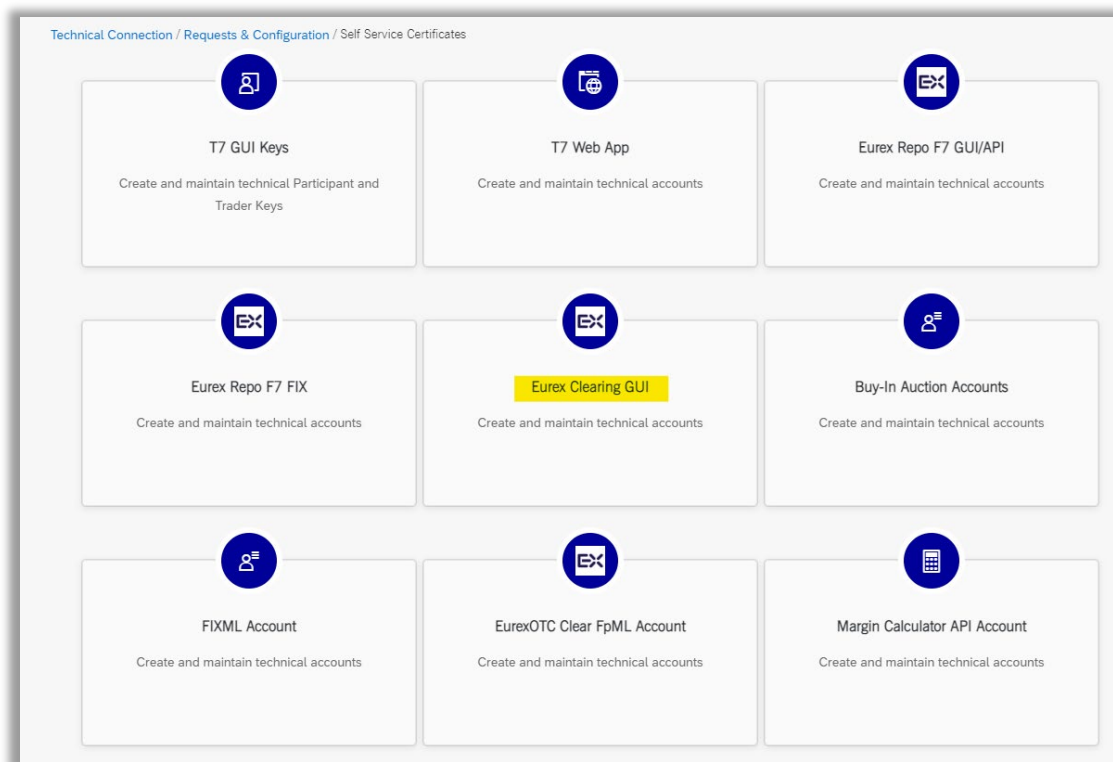 Technical Connection / Requests & Configuration / Self Service Certificates
T7 GUI Keys
Create and maintain technical Participant and
Trader Keys
T7 Web App
Create and maintain technical accounts
EX
Eurex Repo F7 GUI/API
Create and maintain technical accounts
EX
Eurex Repo F7 FIX
Create and maintain technical accounts
EX
Eurex Clearing GUI
Create and maintain technical accounts
Buy-In Auction Accounts
Create and maintain technical accounts
FIXML Account
Create and maintain technical accounts
EX
EurexOTC Clear FpML Account
Create and maintain technical accounts
Margin Calculator API Account
Create and maintain technical accounts